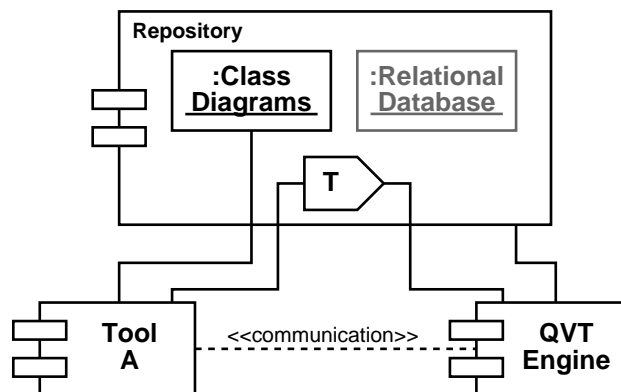 Repository
:Class
Diagrams
:Relational
Database
T
Tool
A
<<communication>>
QVT
Engine